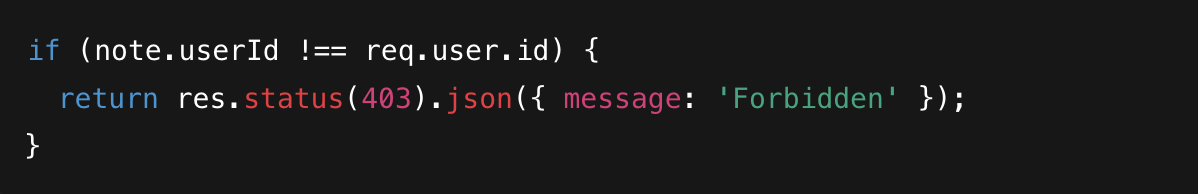 if (note.userId !== req.user.id) {
  return res.status(403).json({ message: 'Forbidden' });
}